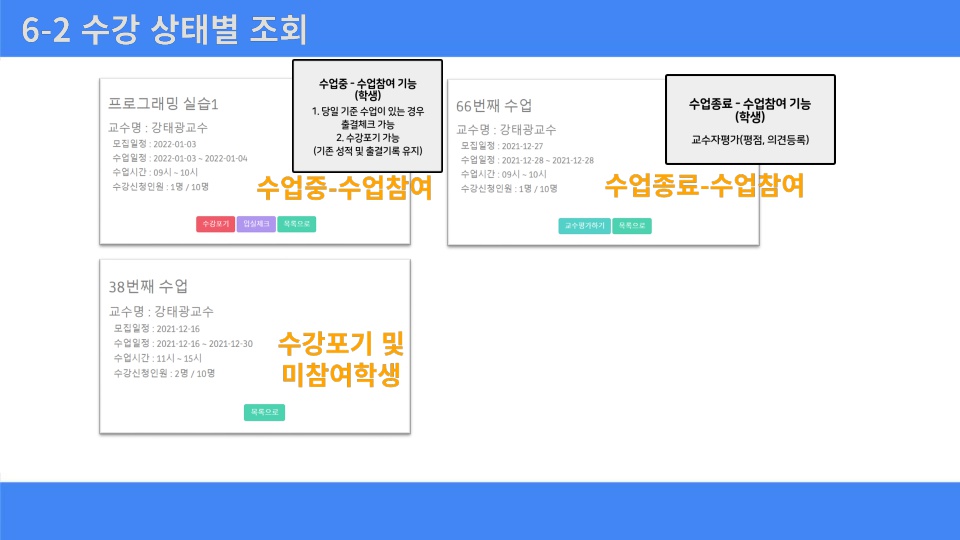 6-2 수강 상태별 조회
프로그래밍 실습1
교수명 : 강태광교수
모집일정 : 2022-01-03
수업일정 : 2022-01-03 ~ 2022-01-04
수업시간 : 09시 ~ 10시
수강신청인원 : 1명 / 10명
수강포기
입실체크
목록으로
수업중 - 수업참여 기능
(학생)
1. 당일 기준 수업이 있는 경우
출결체크 가능
2. 수강포기 가능
(기존 성적 및 출결기록 유지)
수업중-수업참여
66번째 수업
교수명 : 강태광교수
모집일정 : 2021-12-27
수업일정 : 2021-12-28 ~ 2021-12-28
수업시간 : 09시 ~ 10시
수강신청인원 : 1명 / 10명
교수평가하기
목록으로
수업종료 - 수업참여 기능
(학생)
교수자평가(평점, 의견등록)
수업종료-수업참여
38번째 수업
교수명 : 강태광교수
모집일정 : 2021-12-16
수업일정 : 2021-12-16 ~ 2021-12-30
수업시간 : 11시 ~ 15시
수강신청인원 : 2명 / 10명
목록으로
수강포기 및
미참여학생